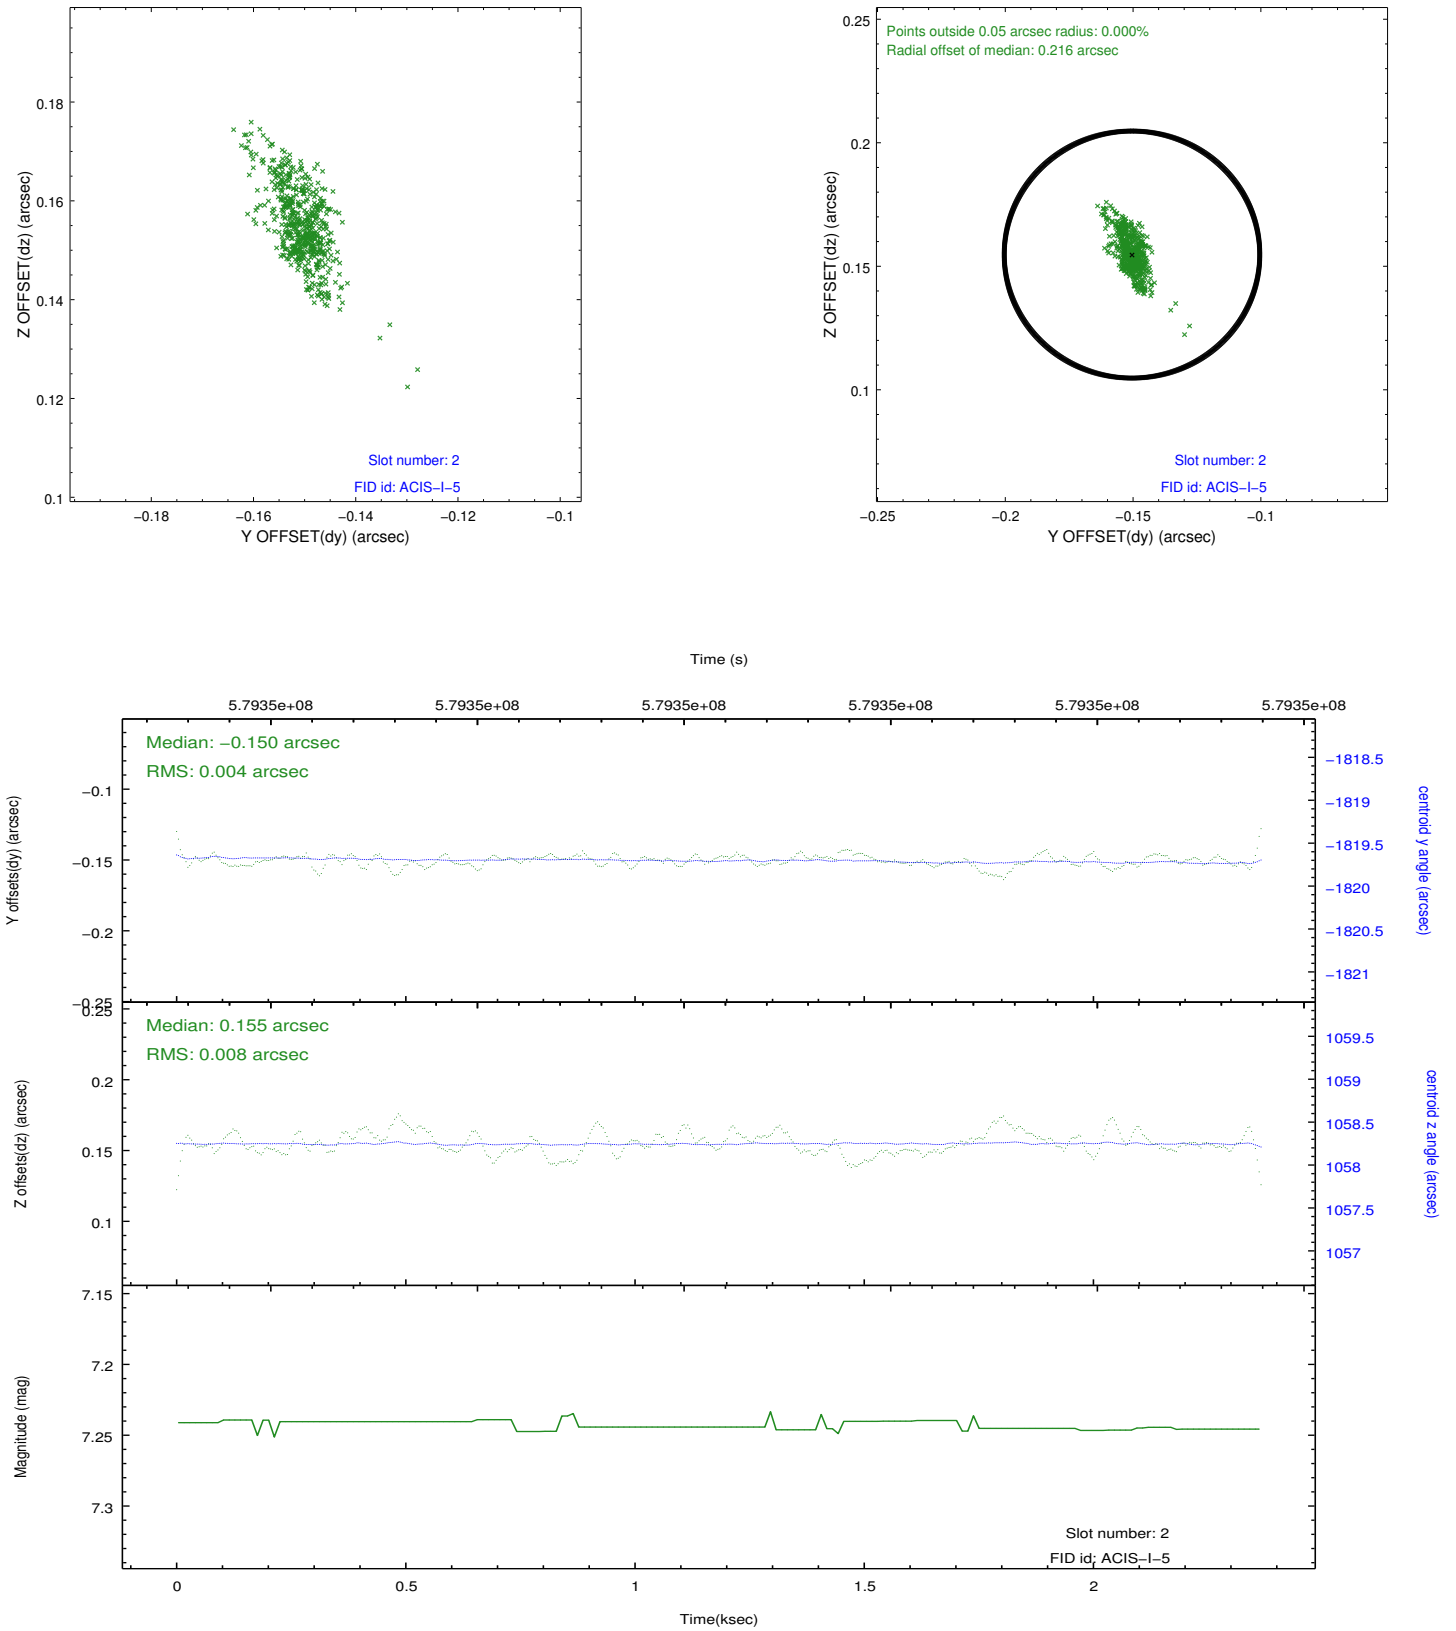 0.18
0.16
0.14
0.12
0.1
Z OFFSET(dz) (arcsec)
Slot number: 2
FID id: ACIS−I−5
−0.18 −0.16 −0.14 −0.12 −0.1
Y OFFSET(dy) (arcsec)
Points outside 0.05 arcsec radius: 0.000%
Radial offset of median: 0.216 arcsec
0.25
0.2
0.15
0.1
Z OFFSET(dz) (arcsec)
Slot number: 2
FID id: ACIS−I−5
−0.25 −0.2 −0.15 −0.1
Y OFFSET(dy) (arcsec)
Time (s)
5.7935e+08 5.7935e+08 5.7935e+08 5.7935e+08 5.7935e+08 5.7935e+08
Median: −0.150 arcsec
RMS: 0.004 arcsec
−0.1
−0.15
−0.2
−0.25
Y offsets(dy) (arcsec)
−1818.5
−1819
−1819.5
−1820
−1820.5
−1821
centroid y angle (arcsec)
Median: 0.155 arcsec
RMS: 0.008 arcsec
0.25
0.2
0.15
0.1
Z offsets(dz) (arcsec)
1059.5
1059
1058.5
1058
1057.5
1057
centroid z angle (arcsec)
7.15
7.2
7.25
7.3
Magnitude (mag)
Slot number: 2
FID id: ACIS−I−5
0 0.5 1 1.5 2
Time(ksec)